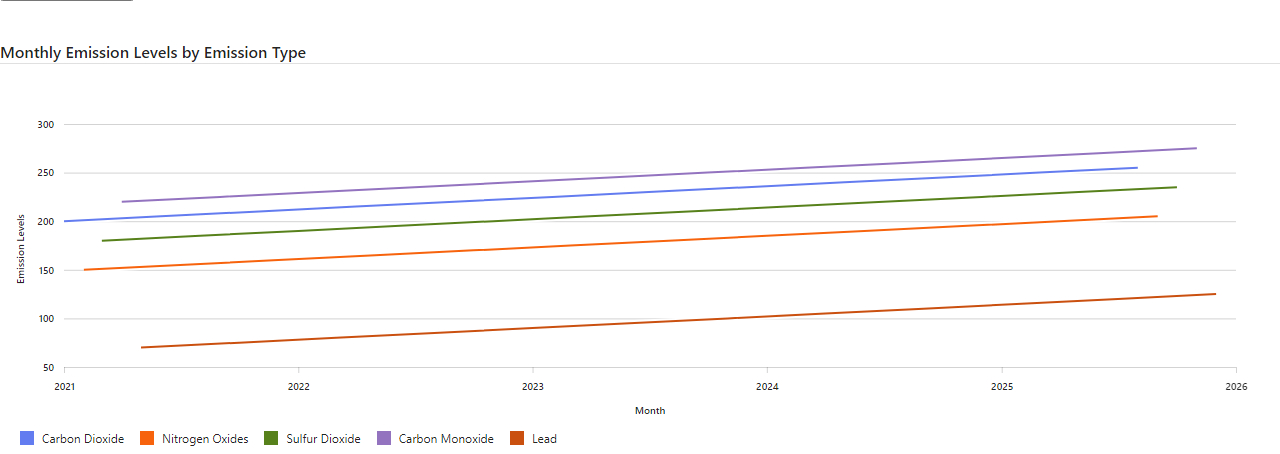 Monthly Emission Levels by Emission Type
300
250
200
150
100
50
Emission Levels
2021 2022 2023 2024 2025 2026
Month
Carbon Dioxide Nitrogen Oxides Sulfur Dioxide Carbon Monoxide Lead